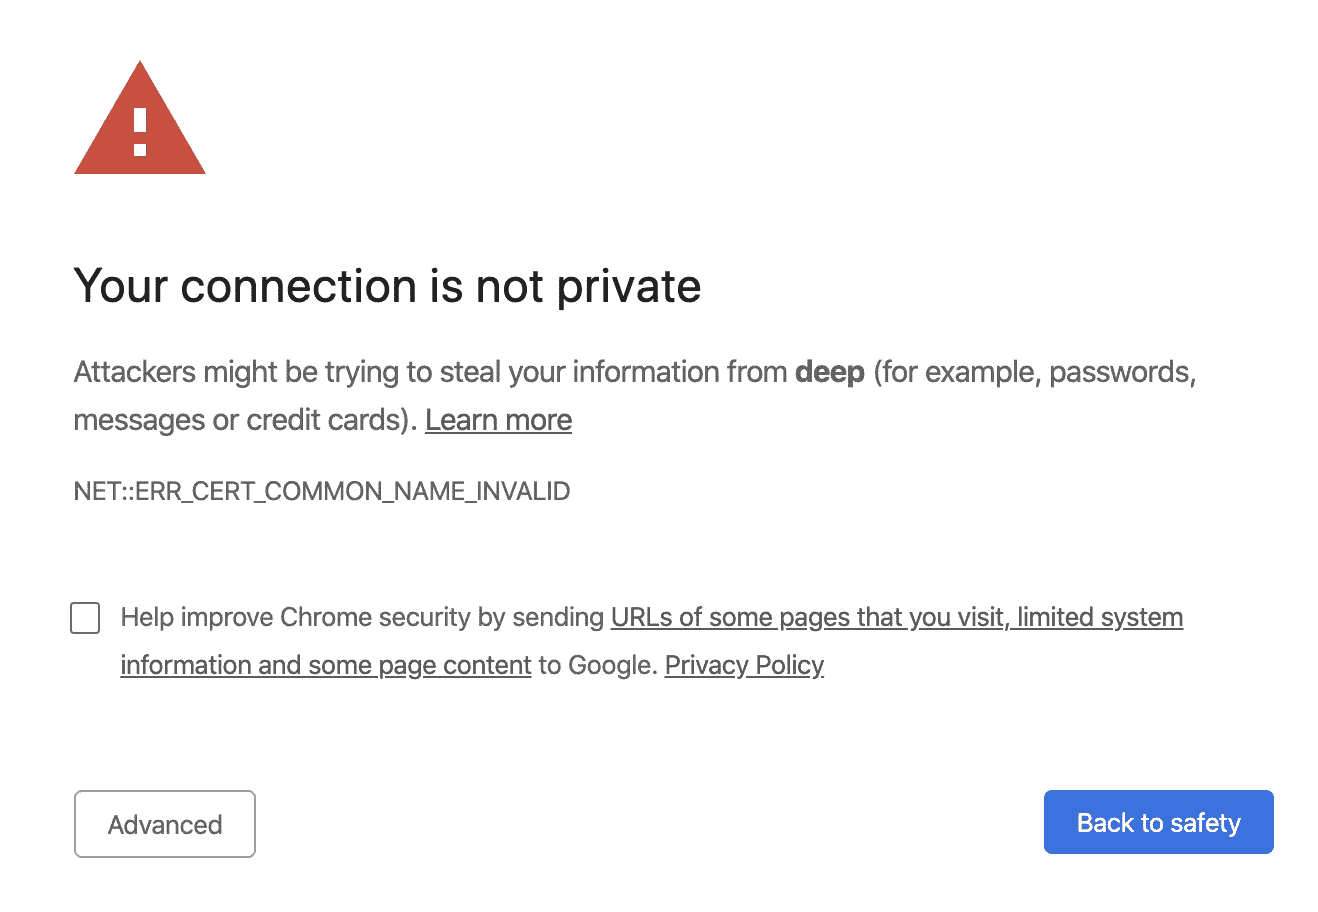 Your connection is not private
Attackers might be trying to steal your information from deep (for example, passwords,
messages or credit cards). Learn more
NET::ERR_CERT_COMMON_NAME_INVALID
Help improve Chrome security by sending URLs of some pages that you visit, limited system
information and some page content to Google. Privacy Policy
Advanced
Back to safety